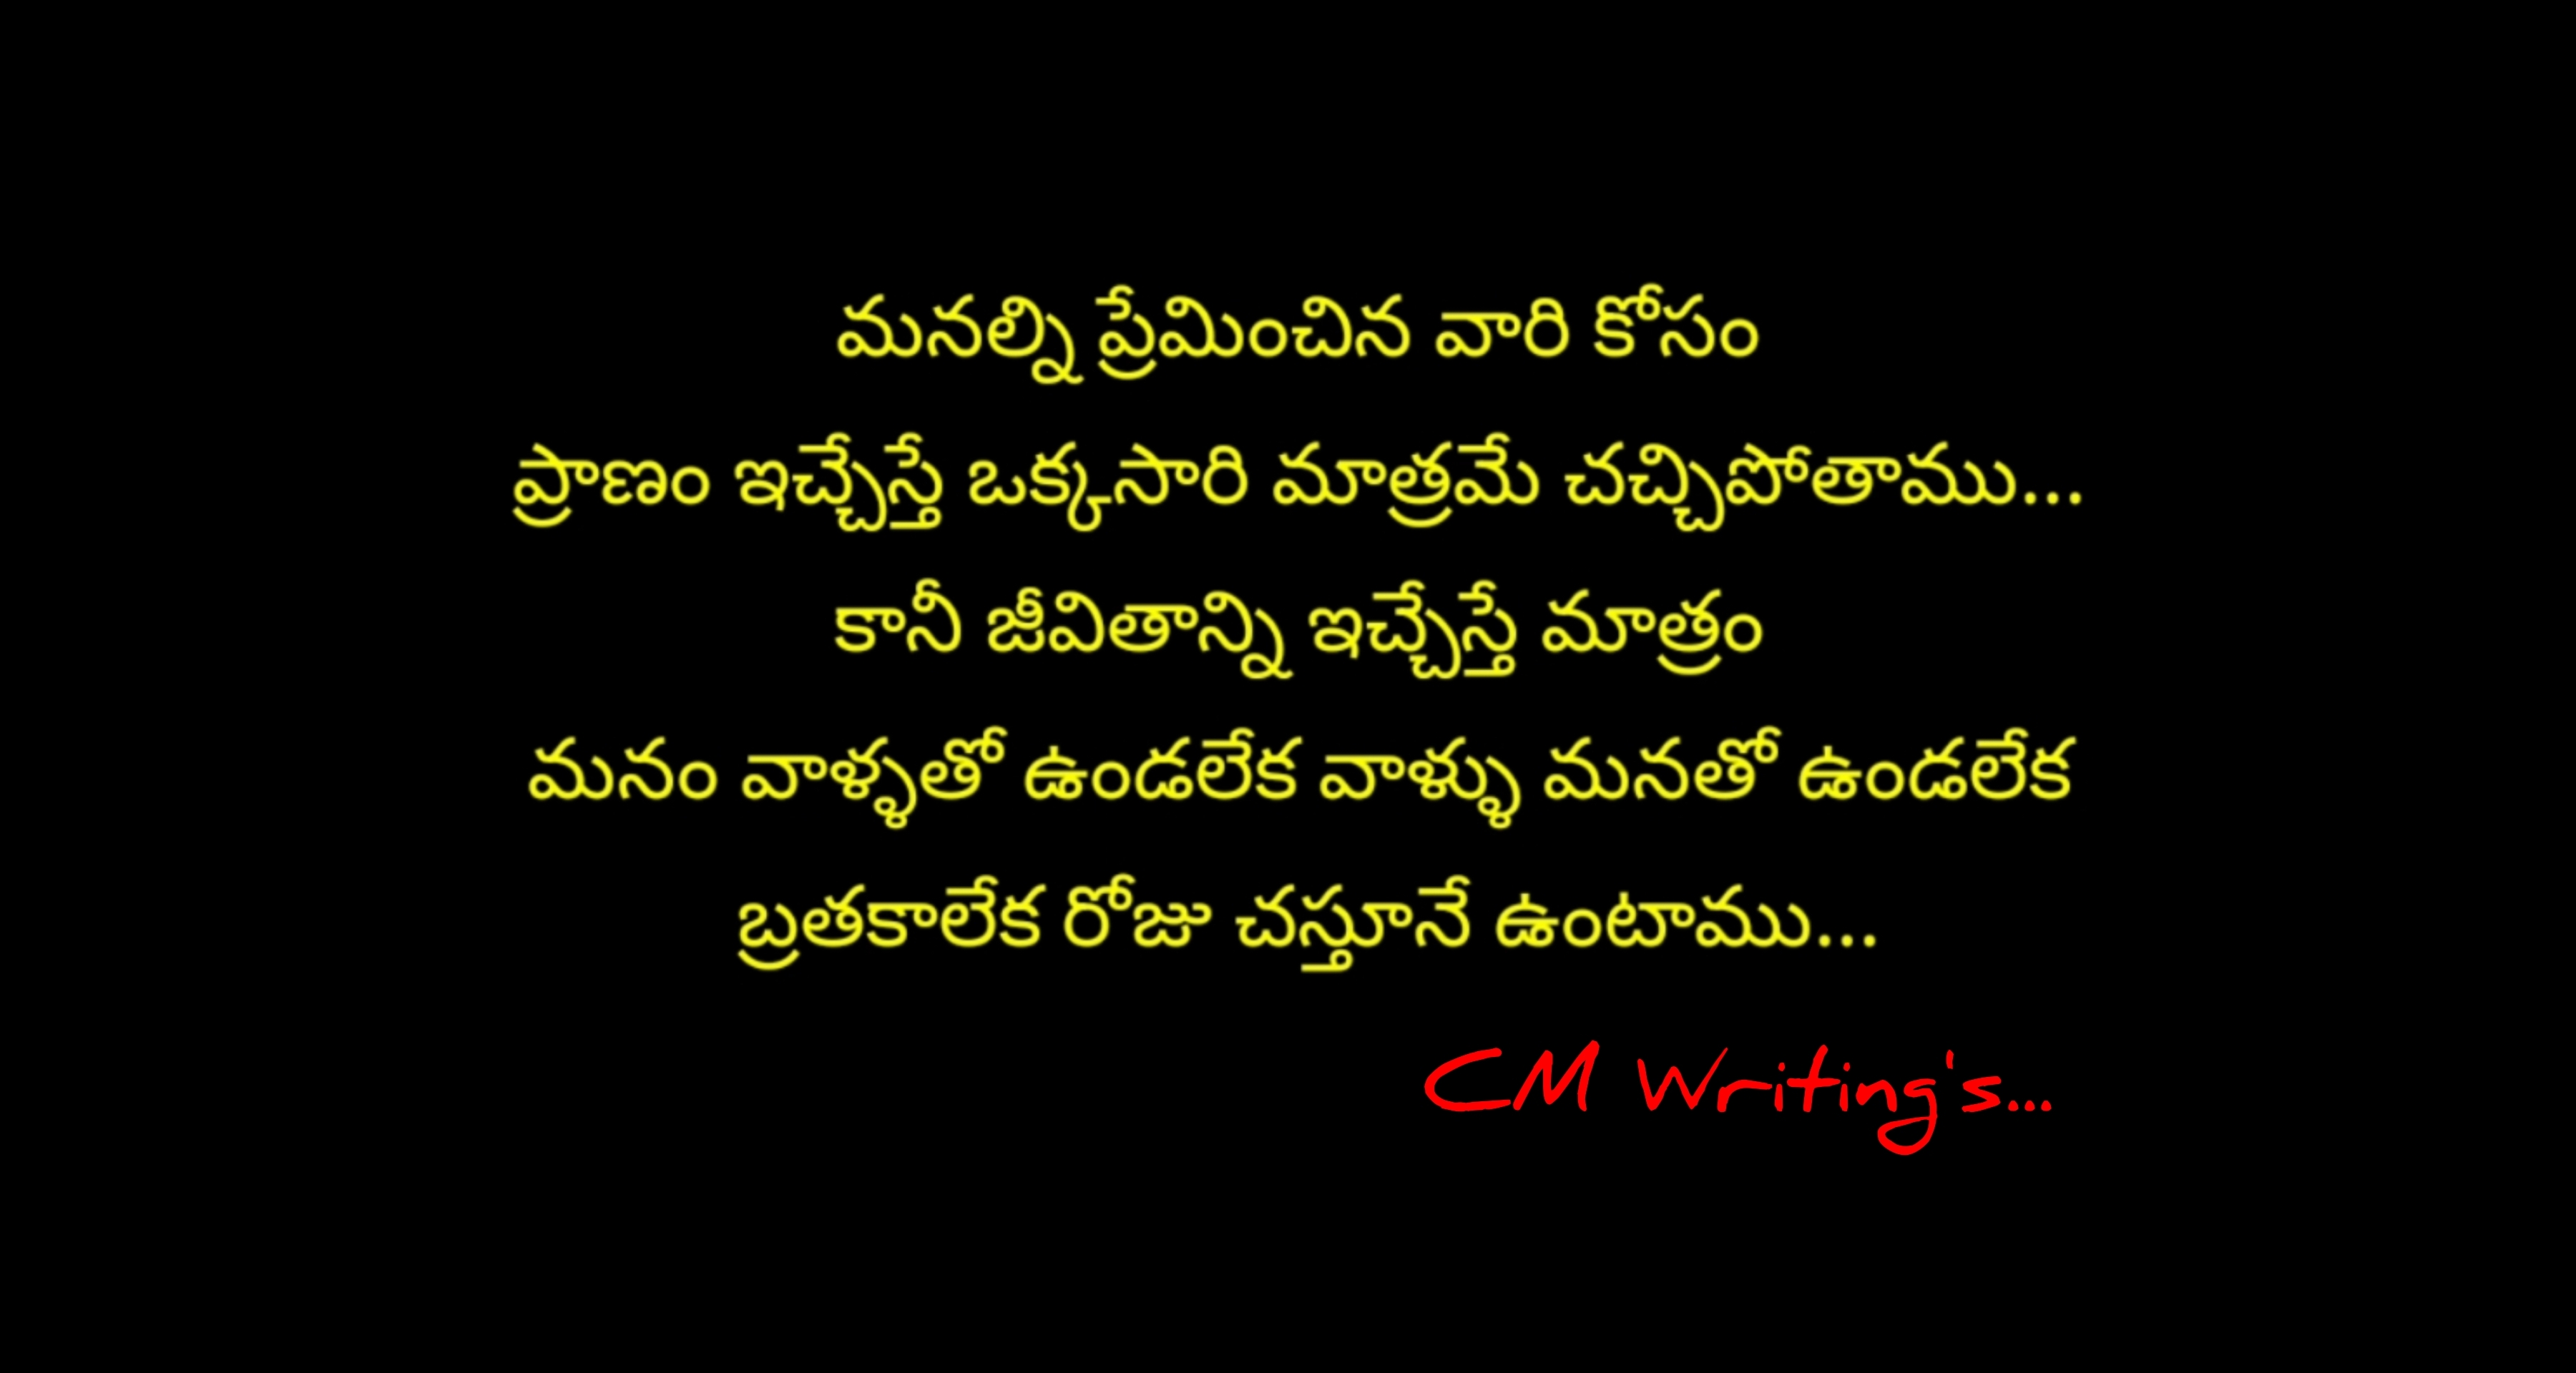 మనల్ని ప్రేమించిన వారి కోసం
ప్రాణం ఇచ్చేస్తే ఒక్కసారి మాత్రమే చచ్చిపోతాము...
కాని జీవితాన్ని ఇచ్చేస్తే మాత్రం
మనం వాళ్ళతో ఉండలేక వాళ్ళు మనతో ఉండలేక
బ్రతకాలేక రోజు చస్తూనే ఉంటాము...
CM Writing's...